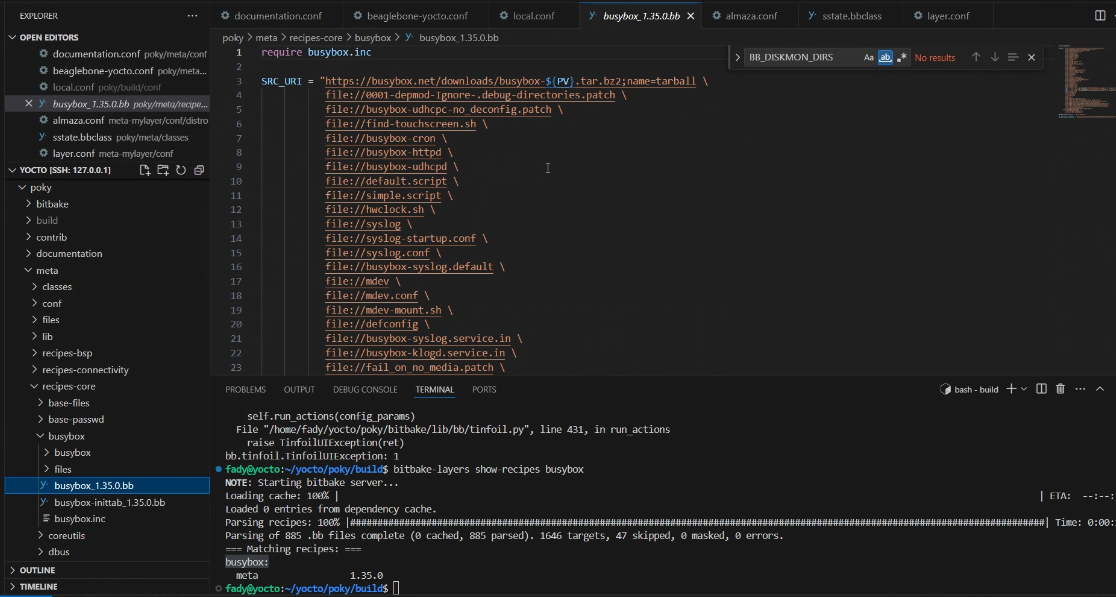 EXPLORER
OPEN EDITORS
documentation.conf poky/meta/conf
beaglebone-yocto.conf poky/meta...
local.conf poky/build/conf
busybox_1.35.0.bb poky/meta/recipe...
almaza.conf meta-mylayer/conf/distro
sstate.bbclass poky/meta/classes
layer.conf meta-mylayer/conf
YOCTO [SSH: 127.0.0.1]
poky
bitbake
build
contrib
documentation
meta
classes
conf
files
lib
recipes-bsp
recipes-connectivity
recipes-core
base-files
base-passwd
busybox
busybox
files
busybox_1.35.0.bb
busybox-inittab_1.35.0.bb
busybox.inc
coreutils
dbus
OUTLINE
TIMELINE
documentation.conf beaglebone-yocto.conf local.conf busybox_1.35.0.bb almaza.conf sstate.bbclass layer.conf
poky > meta > recipes-core > busybox > busybox_1.35.0.bb
BB_DISKMON_DIRS Aa ab .* No results
1 require busybox.inc
2
3 SRC_URI = "https://busybox.net/downloads/busybox-${PV}.tar.bz2;name=tarball \
4 file://0001-depmod-Ignore-.debug-directories.patch \
5 file://busybox-udhcpc-no_deconfig.patch \
6 file://find-touchscreen.sh \
7 file://busybox-cron \
8 file://busybox-httpd \
9 file://busybox-udhcpd \
10 file://default.script \
11 file://simple.script \
12 file://hwclock.sh \
13 file://syslog \
14 file://syslog-startup.conf \
15 file://syslog.conf \
16 file://busybox-syslog.default \
17 file://mdev \
18 file://mdev.conf \
19 file://mdev-mount.sh \
20 file://defconfig \
21 file://busybox-syslog.service.in \
22 file://busybox-klogd.service.in \
23 file://fail_on_no_media.patch \
PROBLEMS OUTPUT DEBUG CONSOLE TERMINAL PORTS bash - build
self.run_actions(config_params)
File "/home/fady/yocto/poky/bitbake/lib/bb/tinfoil.py", line 431, in run_actions
raise TinfoilUIException(ret)
bb.tinfoil.TinfoilUIException: 1
fady@yocto:~/yocto/poky/build$ bitbake-layers show-recipes busybox
NOTE: Starting bitbake server...
Loading cache: 100% | | ETA: --:--:
Loaded 0 entries from dependency cache.
Parsing recipes: 100% |####################################################################################################################| Time: 0:00:
Parsing of 885 .bb files complete (0 cached, 885 parsed). 1646 targets, 47 skipped, 0 masked, 0 errors.
=== Matching recipes: ===
busybox:
meta 1.35.0
fady@yocto:~/yocto/poky/build$